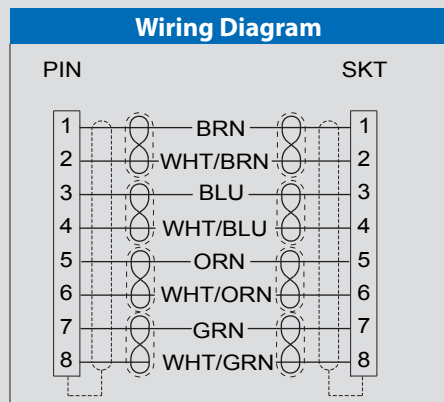 Wiring Diagram
PIN SKT
1 BRN 1
2 WHT/BRN 2
3 BLU 3
4 WHT/BLU 4
5 ORN 5
6 WHT/ORN 6
7 GRN 7
8 WHT/GRN 8